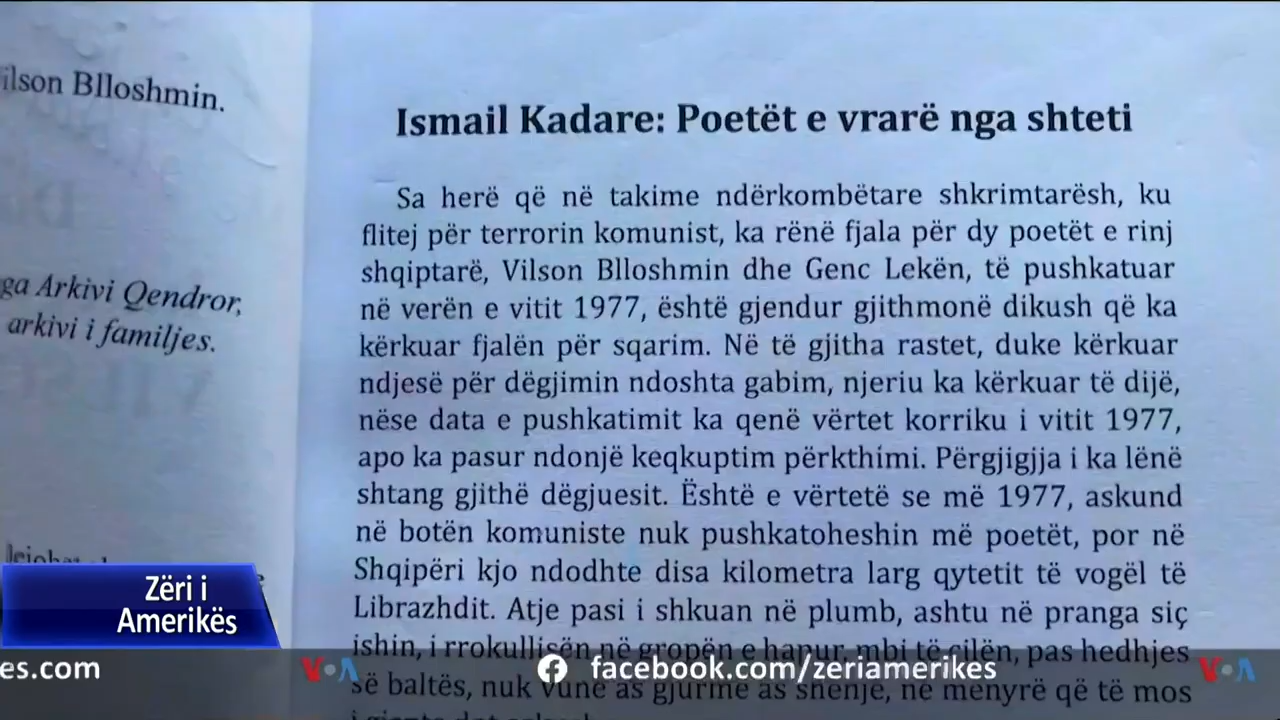 ilson Blloshmin.
ga Arkivi Qendror,
arkivi i familjes.
Ismail Kadare: Poetët e vrarë nga shteti
Sa herë që në takime ndërkombëtare shkrimtarësh, ku
flitej për terrorin komunist, ka rënë fjala për dy poetët e rinj
shqiptarë, Vilson Blloshmin dhe Genc Lekën, të pushkatuar
në verën e vitit 1977, është gjendur gjithmonë dikush që ka
kërkuar fjalën për sqarim. Në të gjitha rastet, duke kërkuar
ndjesë për dëgjimin ndoshta gabim, njeriu ka kërkuar të dijë,
nëse data e pushkatimit ka qenë vërtet korriku i vitit 1977,
apo ka pasur ndonjë keqkuptim përkthimi. Përgjigjja i ka lënë
shtang gjithë dëgjuesit. Është e vërtetë se më 1977, askund
në botën komuniste nuk pushkatoheshin më poetët, por në
Shqipëri kjo ndodhte disa kilometra larg qytetit të vogël të
Librazhdit. Atje pasi i shkuan në plumb, ashtu në pranga siç
ishin, i rrokullisën në gropën e hapur, mbi të cilën, pas hedhjes
së baltës, nuk vunë as gjurmë as shenjë, në mënyrë që të mos
Zëri i
Amerikës
es.com
VOA
facebook.com/zeriamerikes
VOA